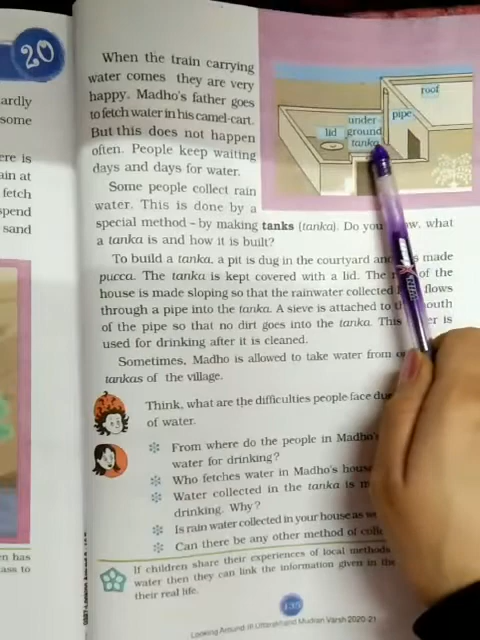 20
ardly
some
ere is
ain at
fetch
spend
sand
en has
ass to
When the train carrying
water comes they are very
happy. Madho's father goes
to fetch water in his camel-cart.
But this does not happen
often. People keep waiting
days and days for water.
roof
pipe
under-
lid ground
tanka
Some people collect rain
water. This is done by a
special method – by making tanks (tanka). Do you what
a tanka is and how it is built?
To build a tanka, a pit is dug in the courtyard and made
pucca. The tanka is kept covered with a lid. The of the
house is made sloping so that the rainwater collected flows
through a pipe into the tanka. A sieve is attached to
of the pipe so that no dirt goes into the tanka. This is
used for drinking after it is cleaned.
Sometimes, Madho is allowed to take water from
tankas of the village.
Think, what are the difficulties people face
of water.
From where do the people in Madho's
water for drinking?
Who fetches water in Madho's
Water collected in the tanka is
drinking. Why?
Is rain water collected in your house as
Can there be any other method of
If children share their experiences of local methods
water then they can link the information given in the
their real life.
135
Looking Around III Uttarakhand Mudran Varsh 2020-21